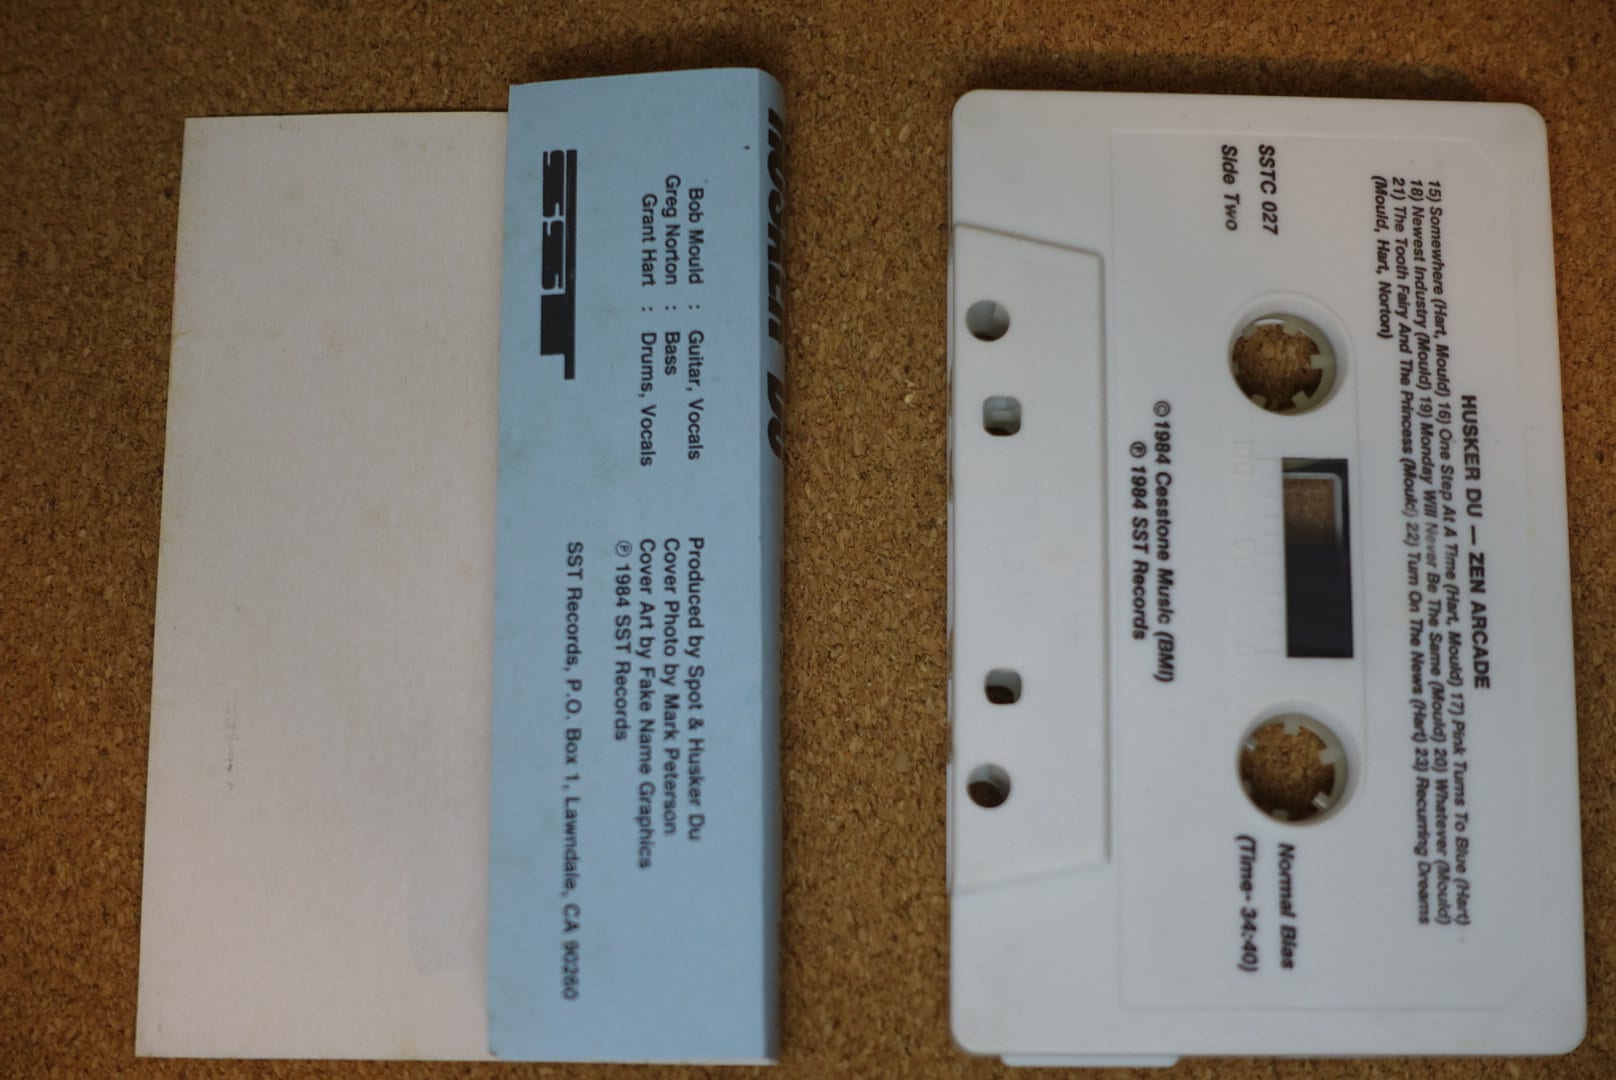 HUSKER DU
Bob Mould : Guitar, Vocals
Greg Norton : Bass
Grant Hart : Drums, Vocals
Produced by Spot & Husker Du
Cover Photo by Mark Peterson
Cover Art by Fake Name Graphics
℗ 1984 SST Records
SST Records, P.O. Box 1, Lawndale, CA 90260
SST
HUSKER DU — ZEN ARCADE
15) Somewhere (Hart, Mould) 16) One Step At A Time (Hart, Mould) 17) Pink Turns To Blue (Hart)
18) Newest Industry (Mould) 19) Monday Will Never Be The Same (Mould) 20) Whatever (Mould)
21) The Tooth Fairy And The Princess (Mould) 22) Turn On The News (Hart) 23) Recurring Dreams
(Mould, Hart, Norton)
SSTC 027
Side Two
Normal Bias
(Time- 34:40)
100 50 0
©1984 Cesstone Music (BMI)
℗ 1984 SST Records